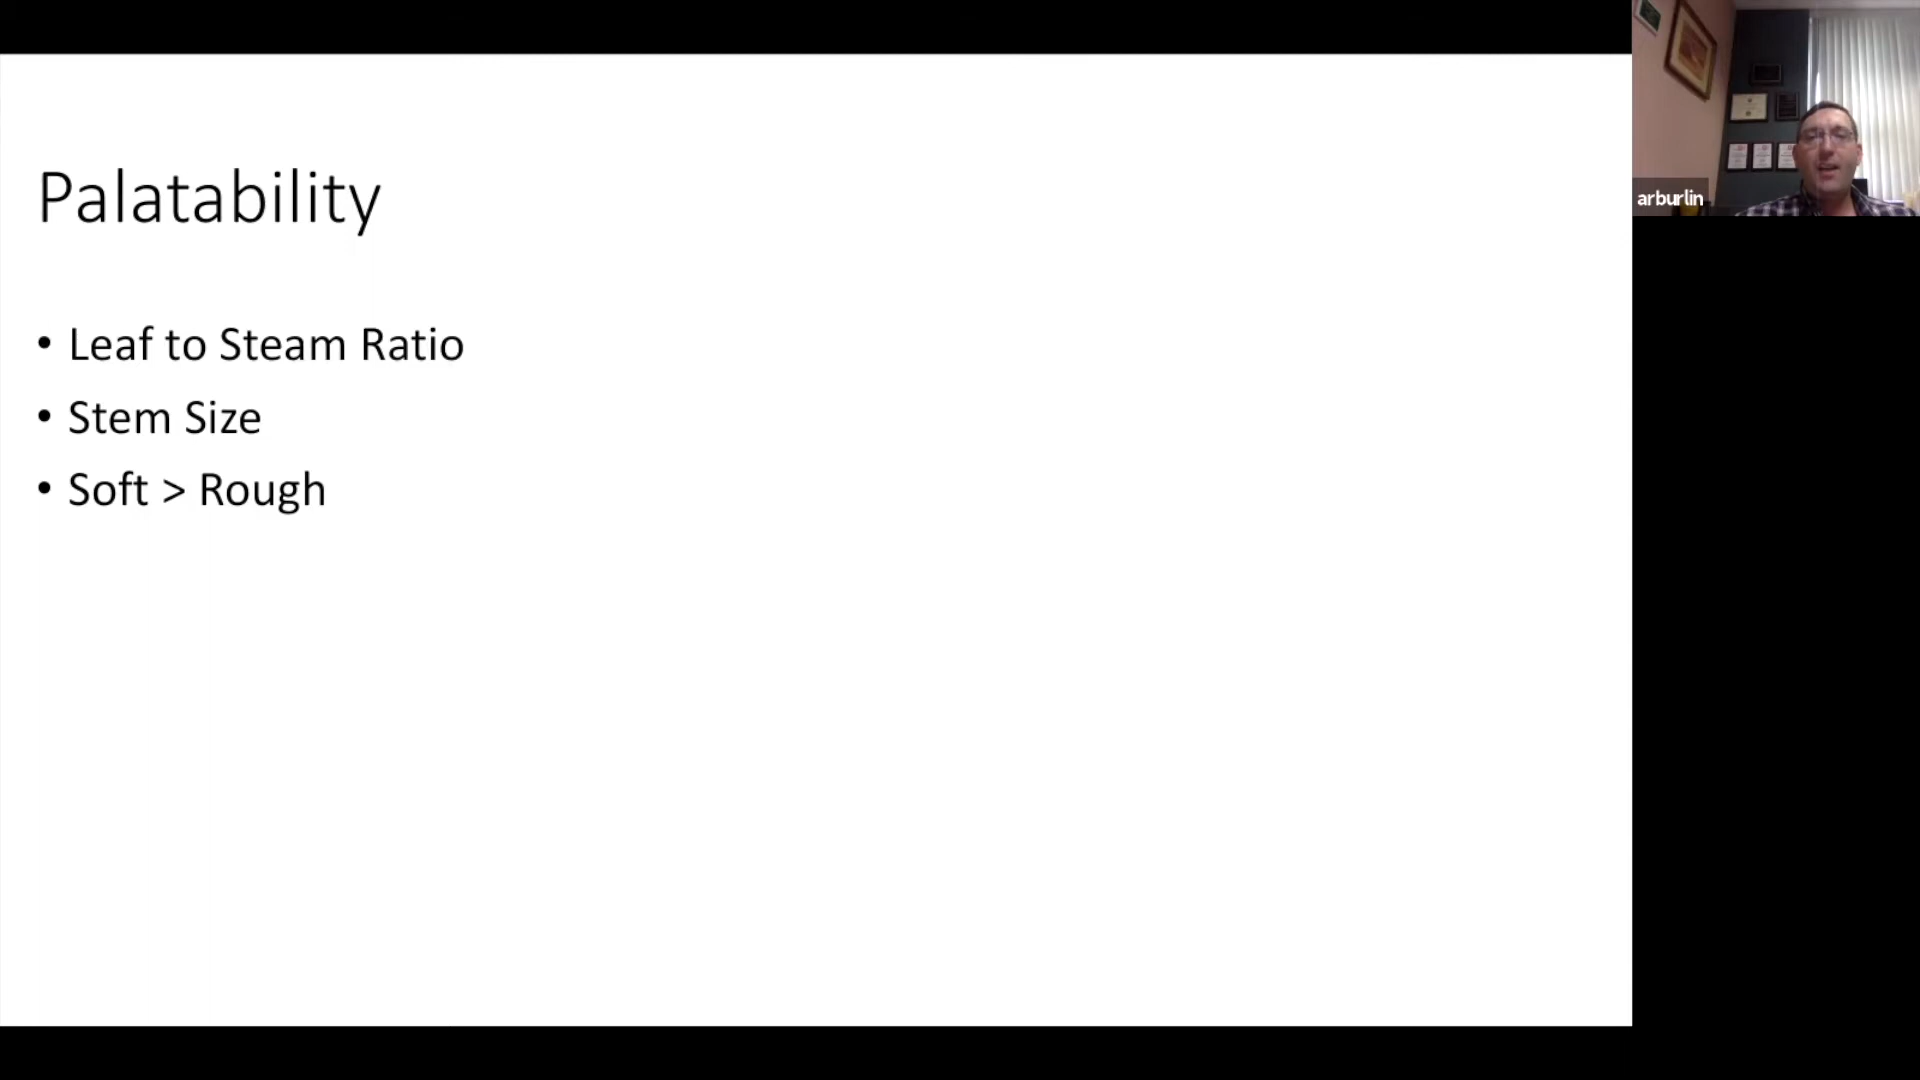 Palatability
• Leaf to Steam Ratio
• Stem Size
• Soft > Rough
arburlin